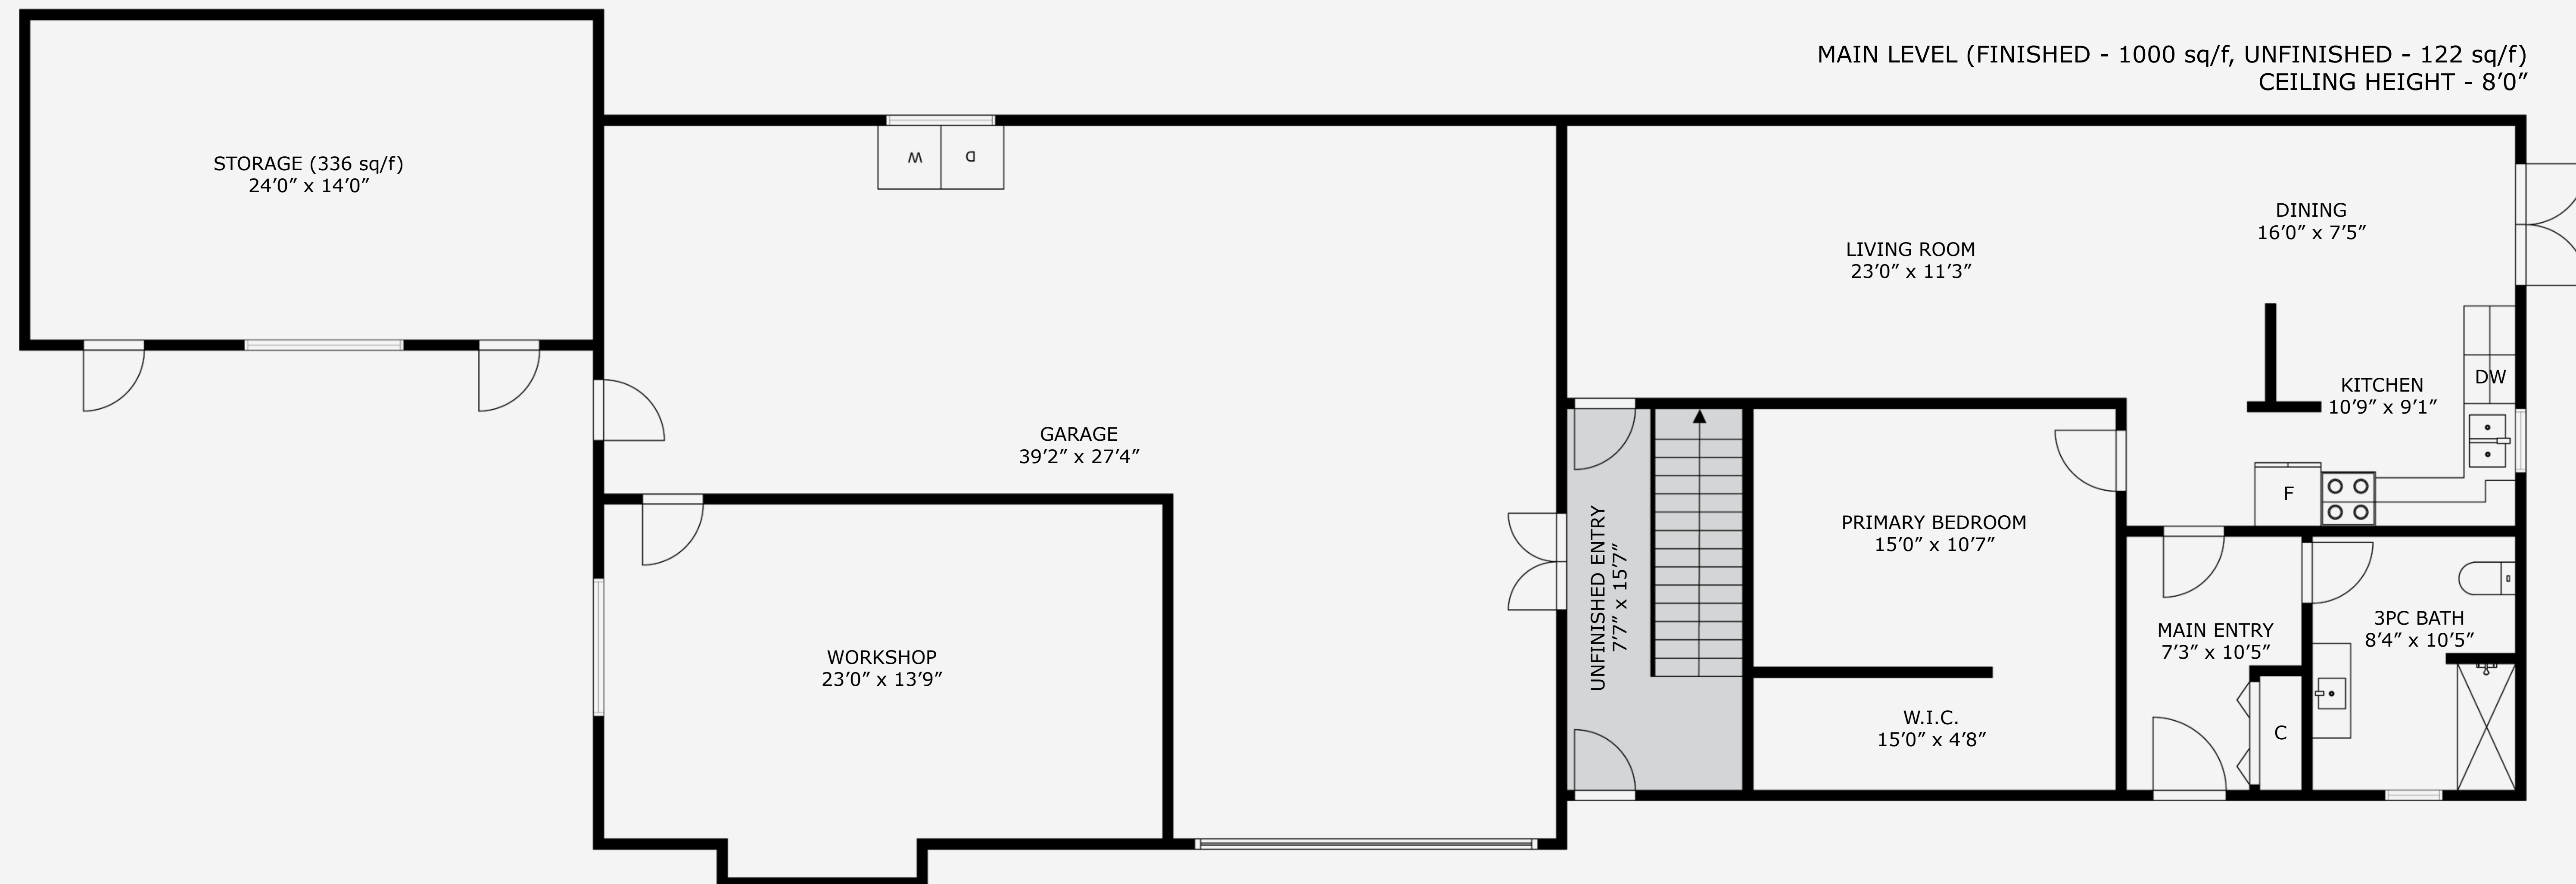 MAIN LEVEL (FINISHED - 1000 sq/f, UNFINISHED - 122 sq/f)
CEILING HEIGHT - 8’0”
STORAGE (336 sq/f)
24’0” x 14’0”
W
D
GARAGE
39’2” x 27’4”
WORKSHOP
23’0” x 13’9”
LIVING ROOM
23’0” x 11’3”
DINING
16’0” x 7’5”
KITCHEN
10’9” x 9’1”
DW
F
UNFINISHED ENTRY
7’7” x 15’7”
PRIMARY BEDROOM
15’0” x 10’7”
W.I.C.
15’0” x 4’8”
MAIN ENTRY
7’3” x 10’5”
C
3PC BATH
8’4” x 10’5”